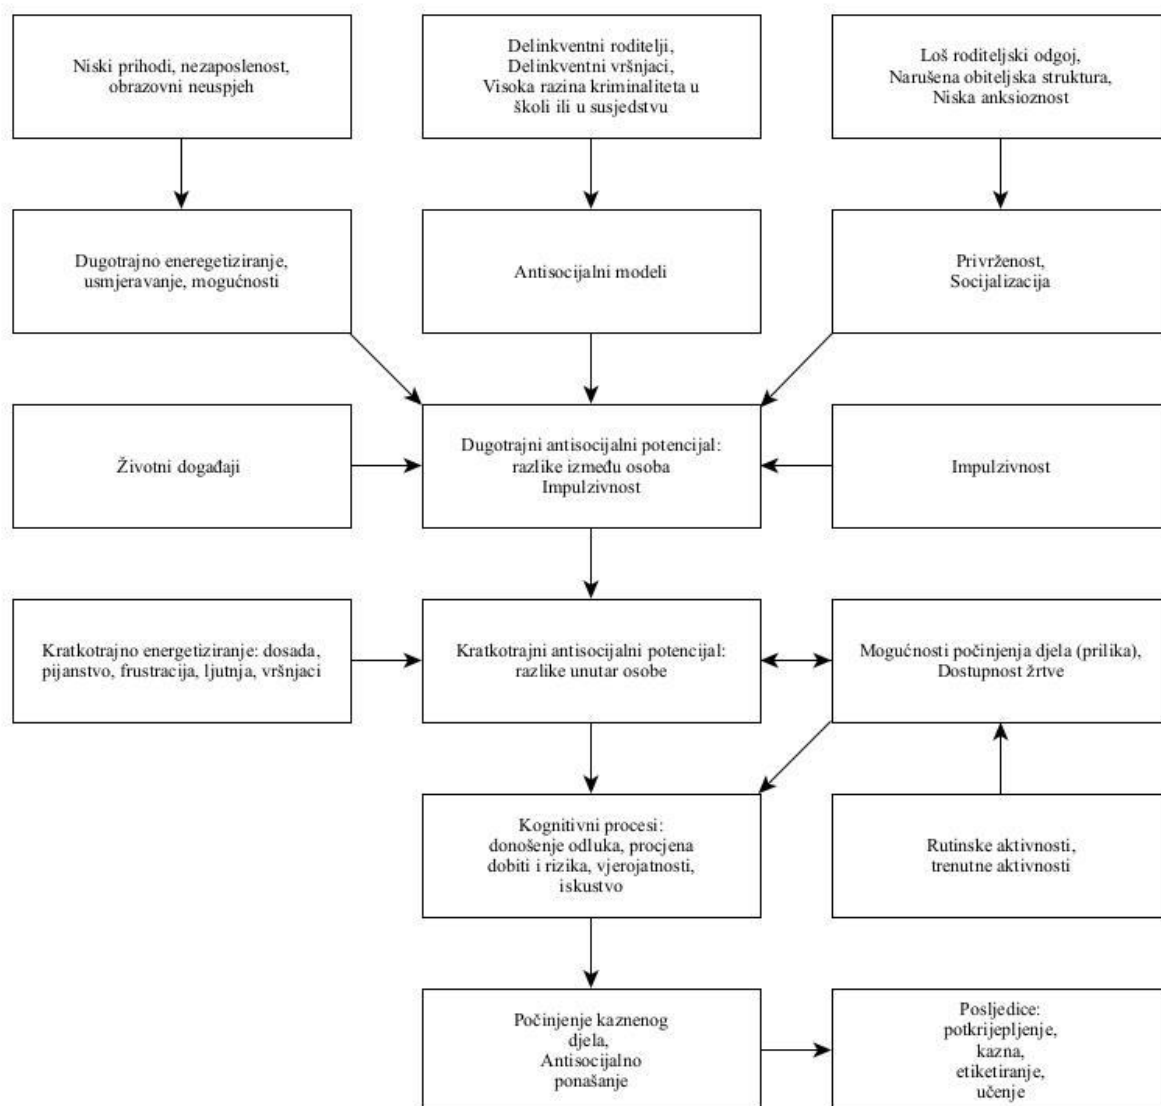 Niski prihodi, nezaposlenost,
obrazovni neuspjeh
Delinkventni roditelji,
Delinkventni vršnjaci,
Visoka razina kriminaliteta u
školi ili u susjedstvu
Loš roditeljski odgoj,
Narušena obiteljska struktura,
Niska anksioznost
Dugotrajno eneregetiziranje,
usmjeravanje, mogućnosti
Antisocijalni modeli
Privrženost,
Socijalizacija
Životni događaji
Dugotrajni antisocijalni potencijal:
razlike između osoba
Impulzivnost
Impulzivnost
Kratkotrajno energetiziranje: dosada,
pijanstvo, frustracija, ljutnja, vršnjaci
Kratkotrajni antisocijalni potencijal:
razlike unutar osobe
Mogućnosti počinjenja djela (prilika),
Dostupnost žrtve
Kognitivni procesi:
donošenje odluka, procjena
dobiti i rizika, vjerojatnosti,
iskustvo
Rutinske aktivnosti,
trenutne aktivnosti
Počinjenje kaznenog
djela,
Antisocijalno
ponašanje
Posljedice:
potkrijepljenje,
kazna,
etiketiranje,
učenje